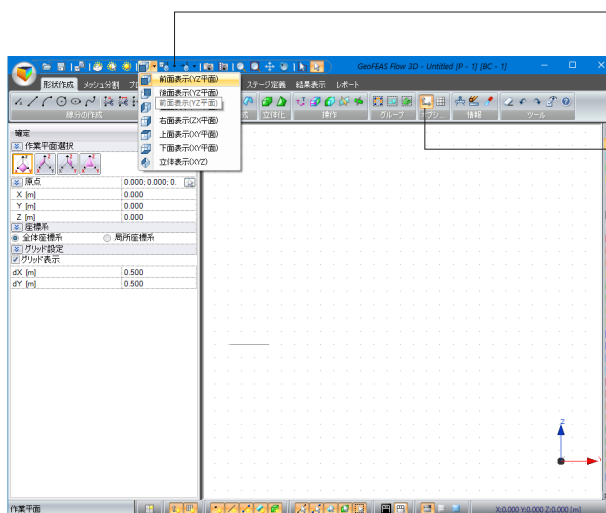 GeoFEAS Flow 3D - Untitled [P - 1] [BC - 1]
形状作成 メッシュ分割 ステージ定義 結果表示 レポート
前面表示(YZ平面)
後面表示(YZ平面)
前面表示(YZ平面)
右面表示(ZX平面)
上面表示(XY平面)
下面表示(XY平面)
立体表示(XYZ)
線分の作成 立体化 操作 グループ 情報 ツール
確定
作業平面選択
原点 0.000; 0.000; 0.
X [m] 0.000
Y [m] 0.000
Z [m] 0.000
座標系
全体座標系 局所座標系
グリッド設定
グリッド表示
dX [m] 0.500
dY [m] 0.500
Z
作業平面
X:0.000 Y:0.000 Z:0.000 [m]